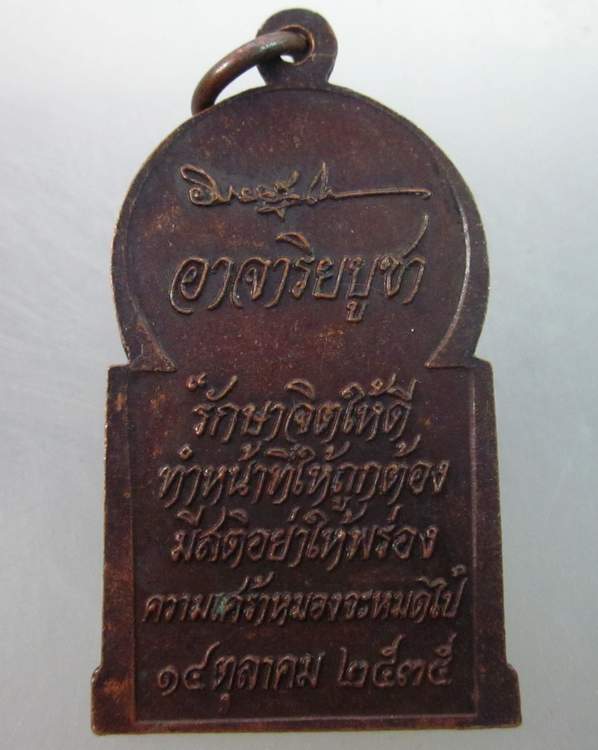 อาจาริยบูชา
"รักษาจิตให้ดี
ทำหน้าที่ให้ถูกต้อง
มีสติอย่าให้พร่อง
ความเศร้าหมองจะหมดไป"
๑๔ ตุลาคม ๒๕๓๕